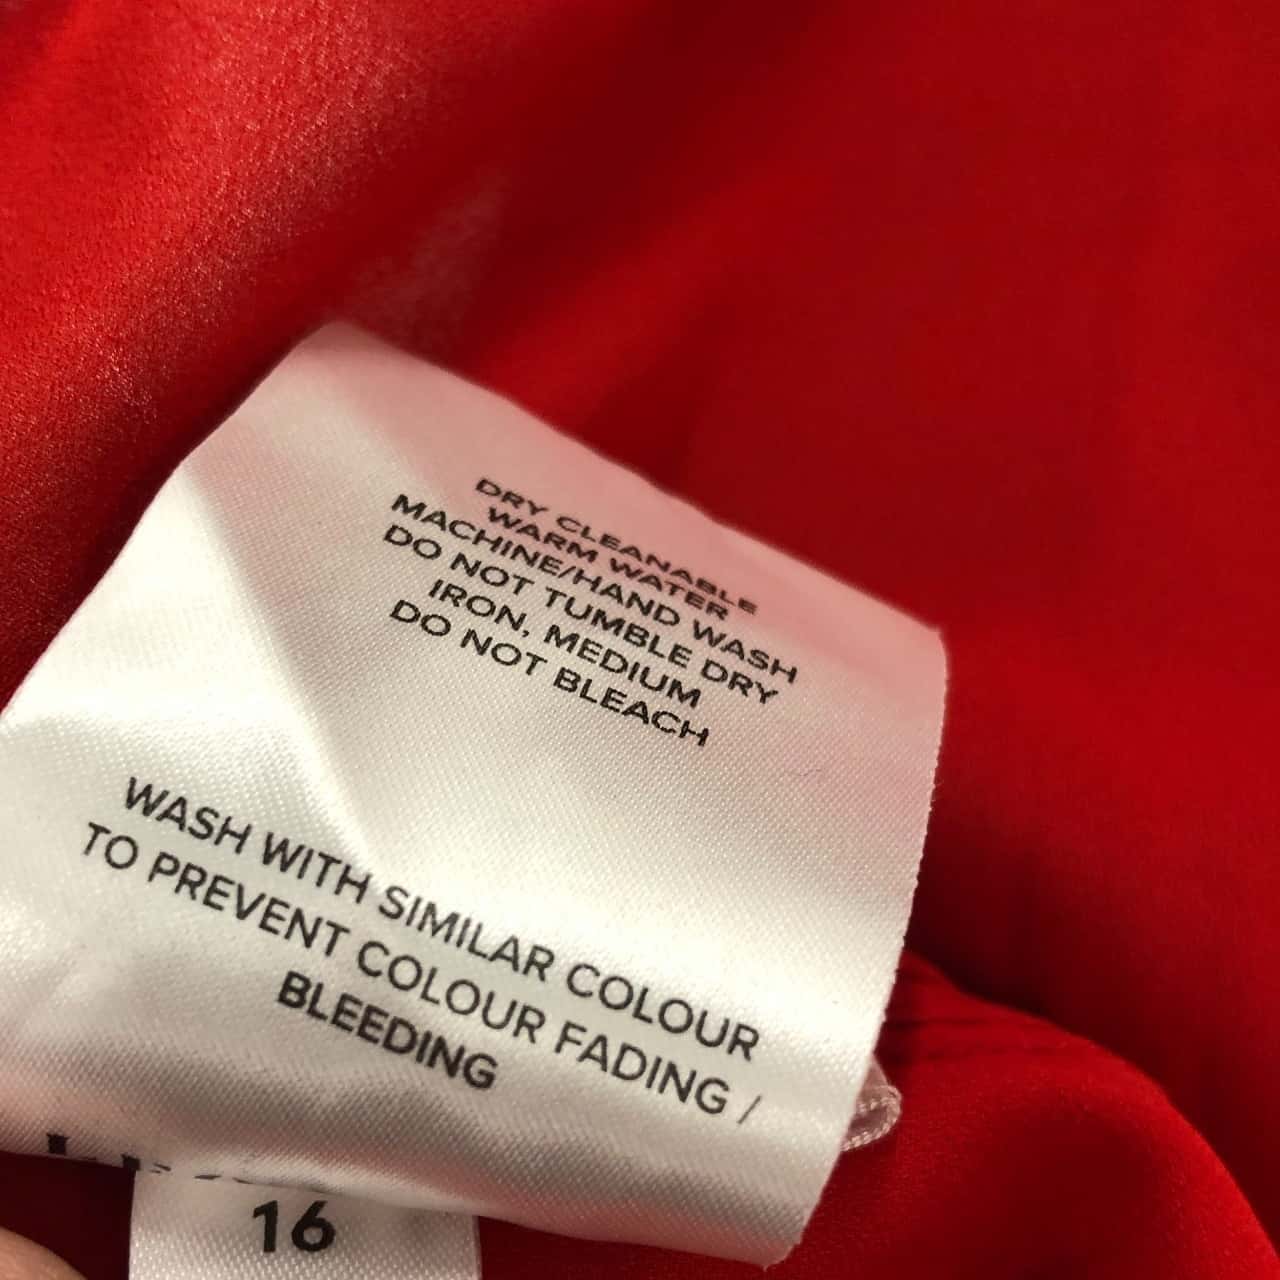 DRY CLEANABLE
WARM WATER
MACHINE/HAND WASH
DO NOT TUMBLE DRY
IRON, MEDIUM
DO NOT BLEACH
WASH WITH SIMILAR COLOUR
TO PREVENT COLOUR FADING /
BLEEDING
16